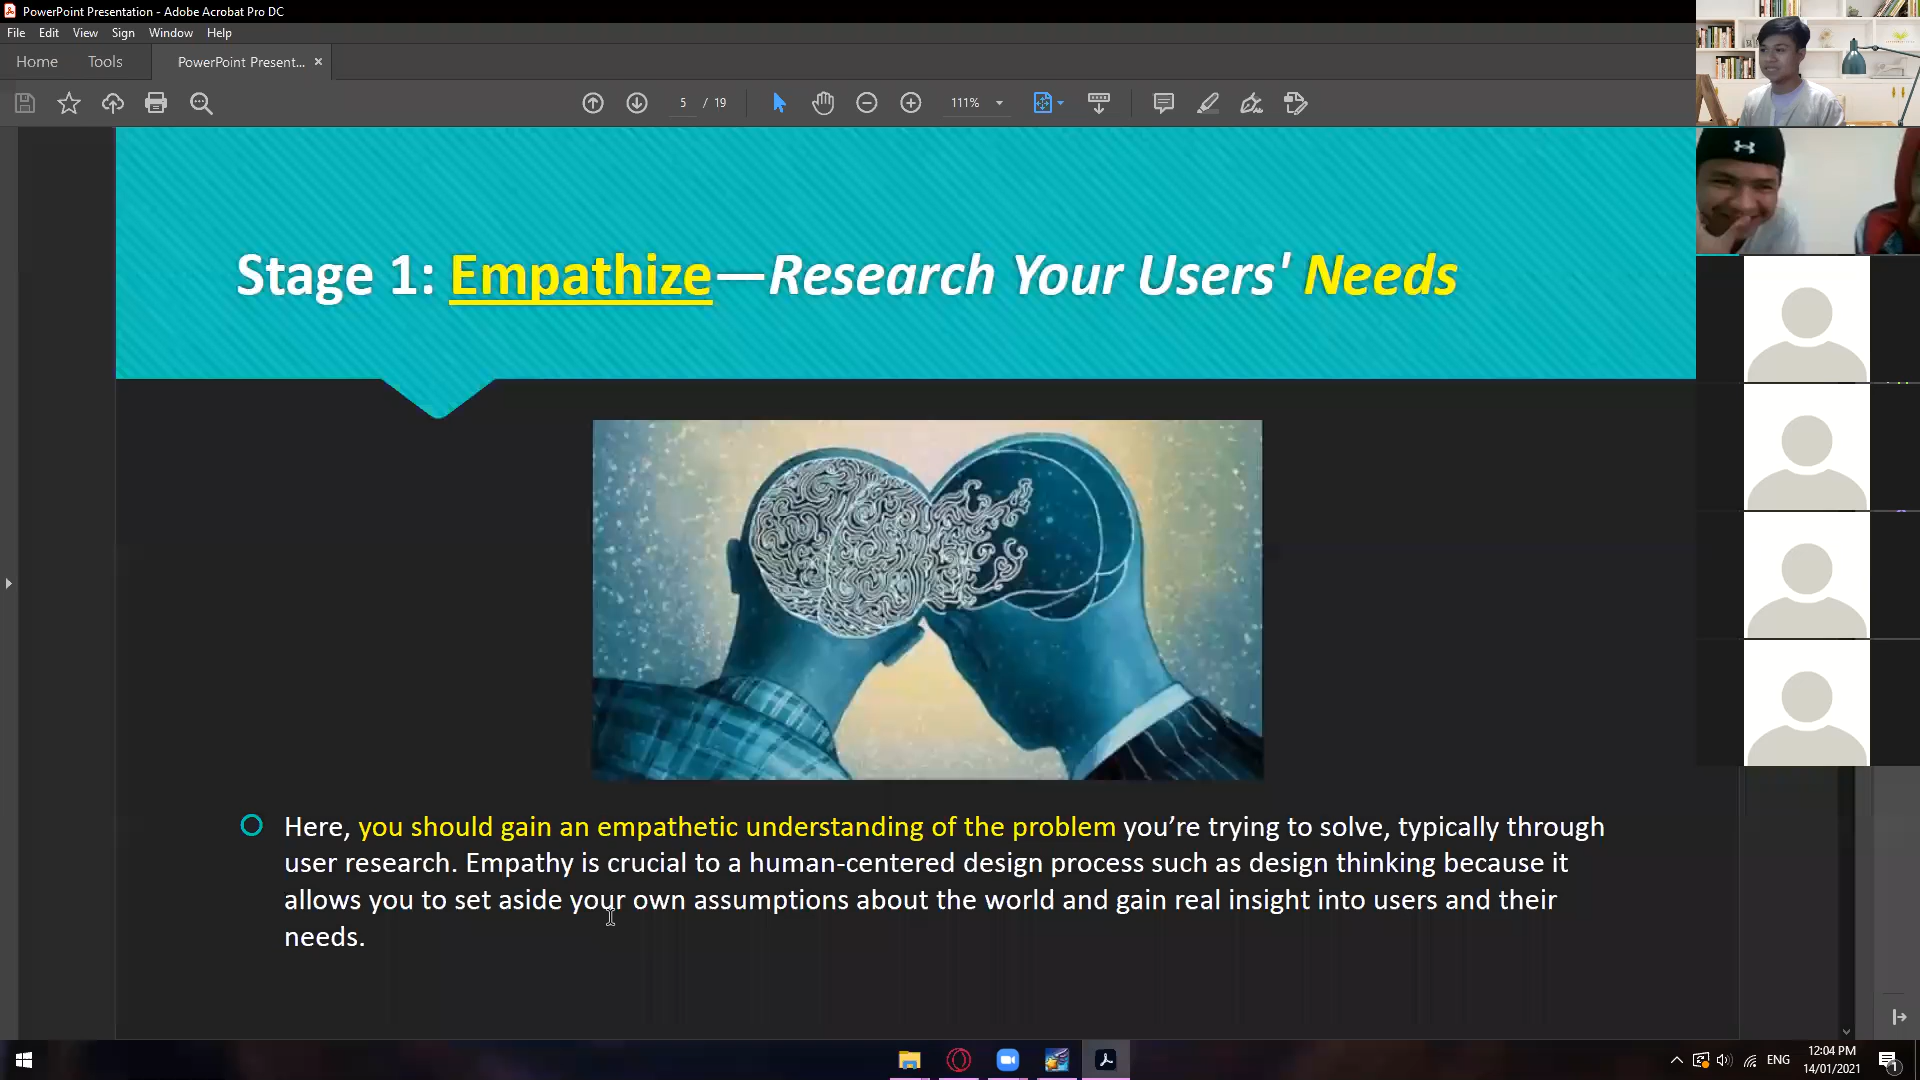 PowerPoint Presentation - Adobe Acrobat Pro DC
File Edit View Sign Window Help
Home Tools PowerPoint Present... ×
5 / 19 111%
Stage 1: Empathize—Research Your Users' Needs
Here, you should gain an empathetic understanding of the problem you’re trying to solve, typically through
user research. Empathy is crucial to a human-centered design process such as design thinking because it
allows you to set aside your own assumptions about the world and gain real insight into users and their
needs.
ENG
12:04 PM
14/01/2021
1